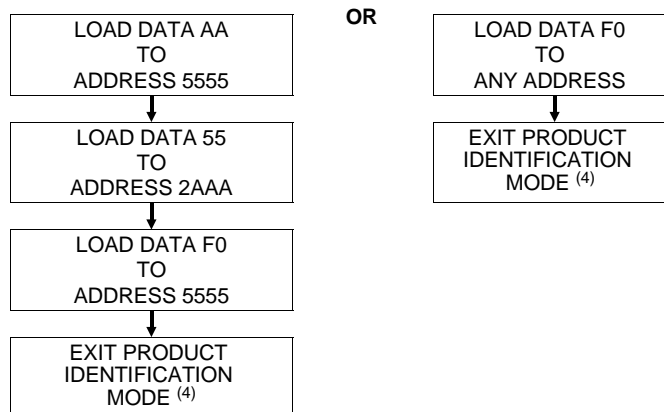 LOAD DATA AA
TO
ADDRESS 5555
LOAD DATA 55
TO
ADDRESS 2AAA
LOAD DATA F0
TO
ADDRESS 5555
EXIT PRODUCT
IDENTIFICATION
MODE (4)
OR
LOAD DATA F0
TO
ANY ADDRESS
EXIT PRODUCT
IDENTIFICATION
MODE (4)